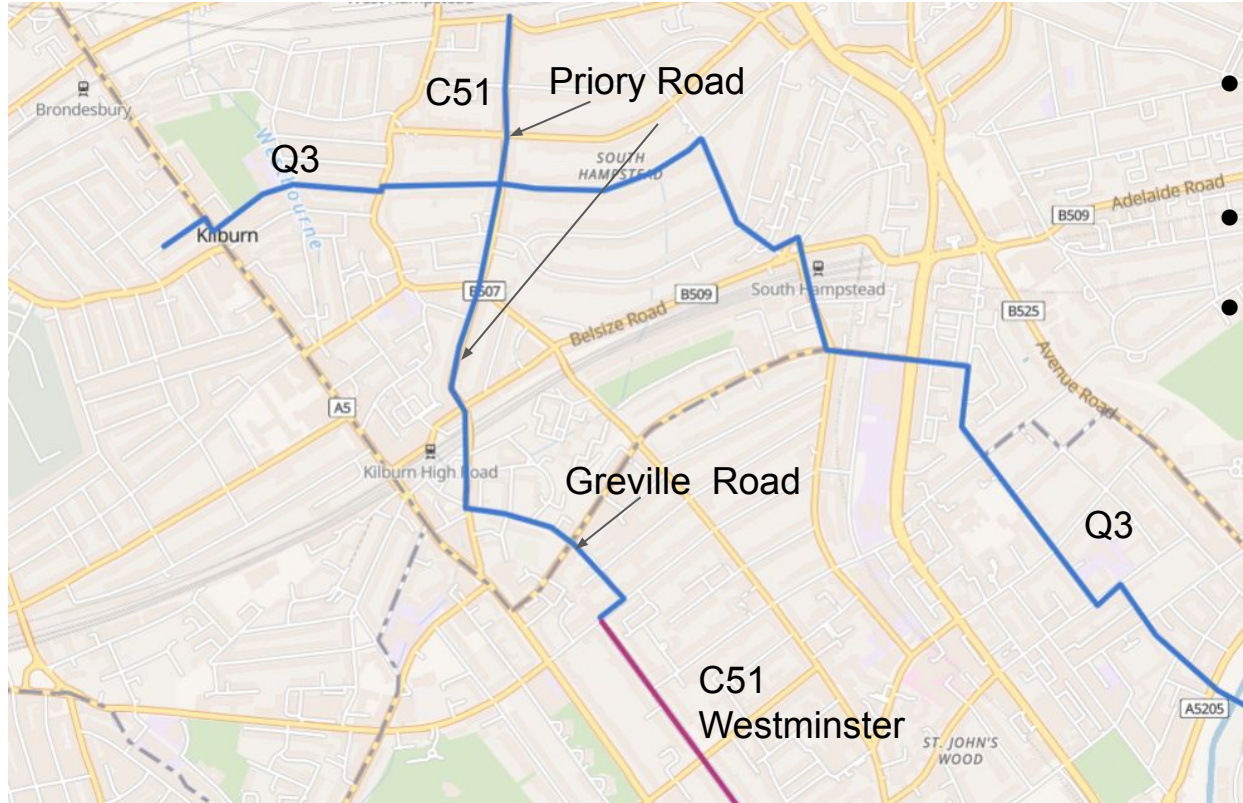 C51
Priory Road
Brondesbury
Westbourne
Q3
SOUTH
HAMPSTEAD
Adelaide Road
B509
Kilburn
B507
B509
South Hampstead
Belsize Road
B525
Avenue Road
A5
Kilburn High Road
Greville Road
Q3
C51
Westminster
A5205
ST. JOHN'S
WOOD